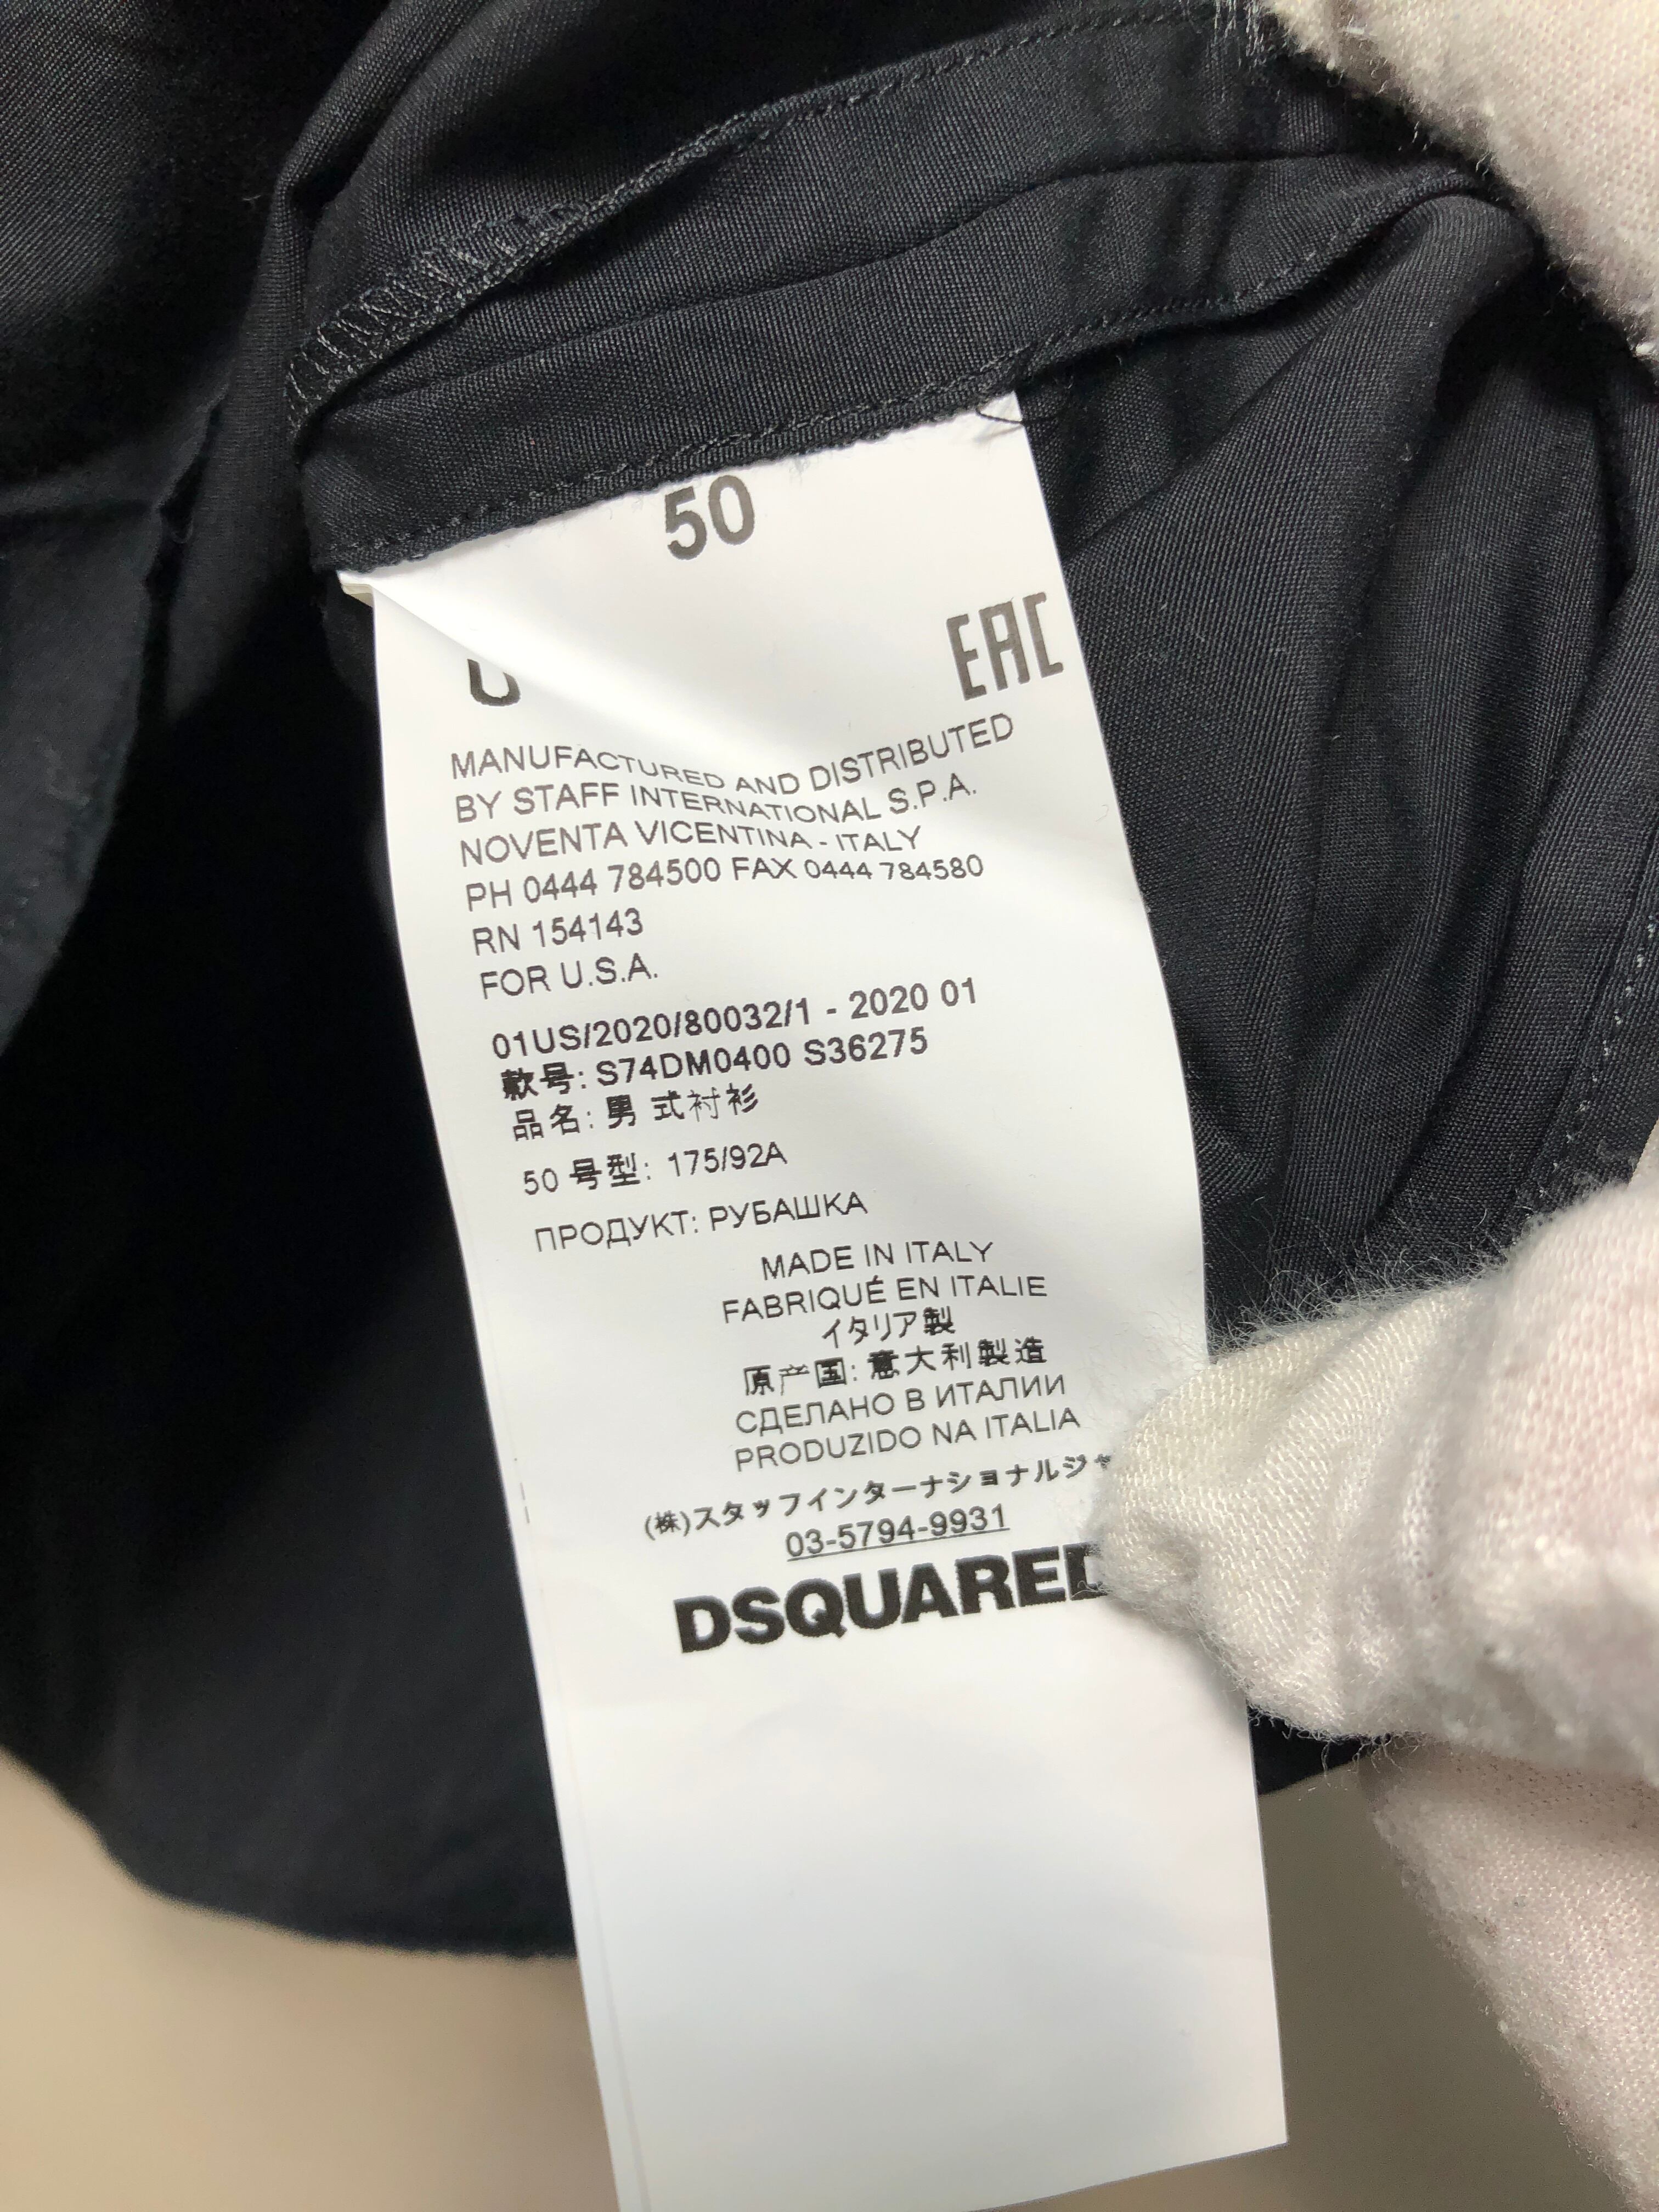 50
EAC
MANUFACTURED AND DISTRIBUTED
BY STAFF INTERNATIONAL S.P.A.
NOVENTA VICENTINA - ITALY
PH 0444 784500 FAX 0444 784580
RN 154143
FOR U.S.A.
01US/2020/80032/1 - 2020 01
款号: S74DM0400 S36275
品名: 男 式衬衫
50 号型: 175/92A
ПРОДУКТ: РУБАШКА
MADE IN ITALY
FABRIQUÉ EN ITALIE
イタリア製
原产国: 意大利製造
СДЕЛАНО В ИТАЛИИ
PRODUZIDO NA ITALIA
(株)スタッフインターナショナルジャ
03-5794-9931
DSQUARED